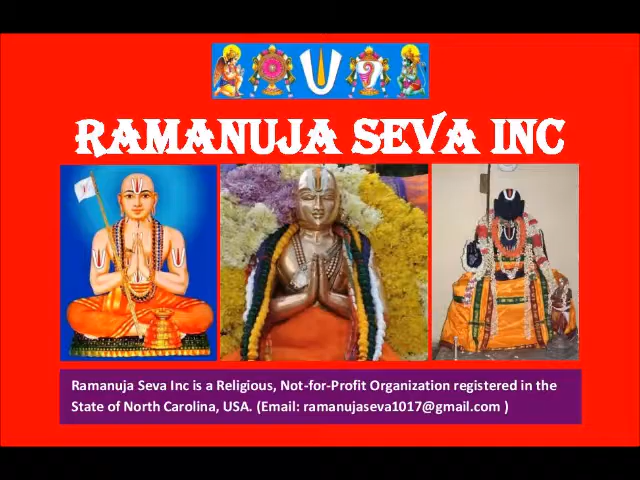 RAMANUJA SEVA INC
Ramanuja Seva Inc is a Religious, Not-for-Profit Organization registered in the
State of North Carolina, USA. (Email: ramanujaseva1017@gmail.com )